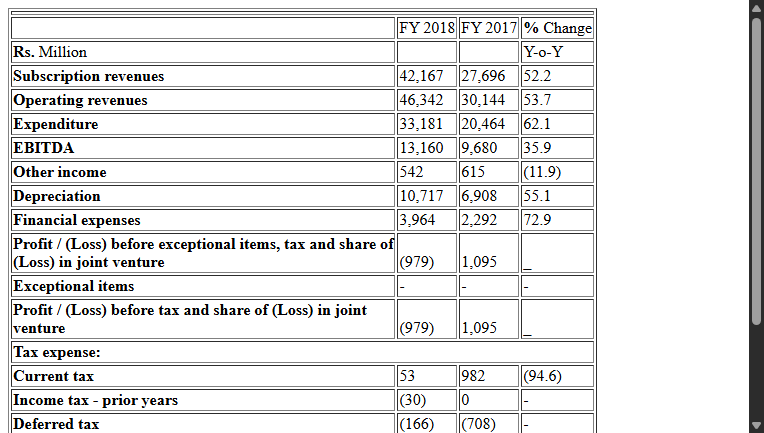 FY 2018 FY 2017 % Change
Rs. Million Y-o-Y
Subscription revenues 42,167 27,696 52.2
Operating revenues 46,342 30,144 53.7
Expenditure 33,181 20,464 62.1
EBITDA 13,160 9,680 35.9
Other income 542 615 (11.9)
Depreciation 10,717 6,908 55.1
Financial expenses 3,964 2,292 72.9
Profit / (Loss) before exceptional items, tax and share of
(Loss) in joint venture (979) 1,095 _
Exceptional items - - -
Profit / (Loss) before tax and share of (Loss) in joint
venture (979) 1,095 _
Tax expense:
Current tax 53 982 (94.6)
Income tax - prior years (30) 0 -
Deferred tax (166) (708) -